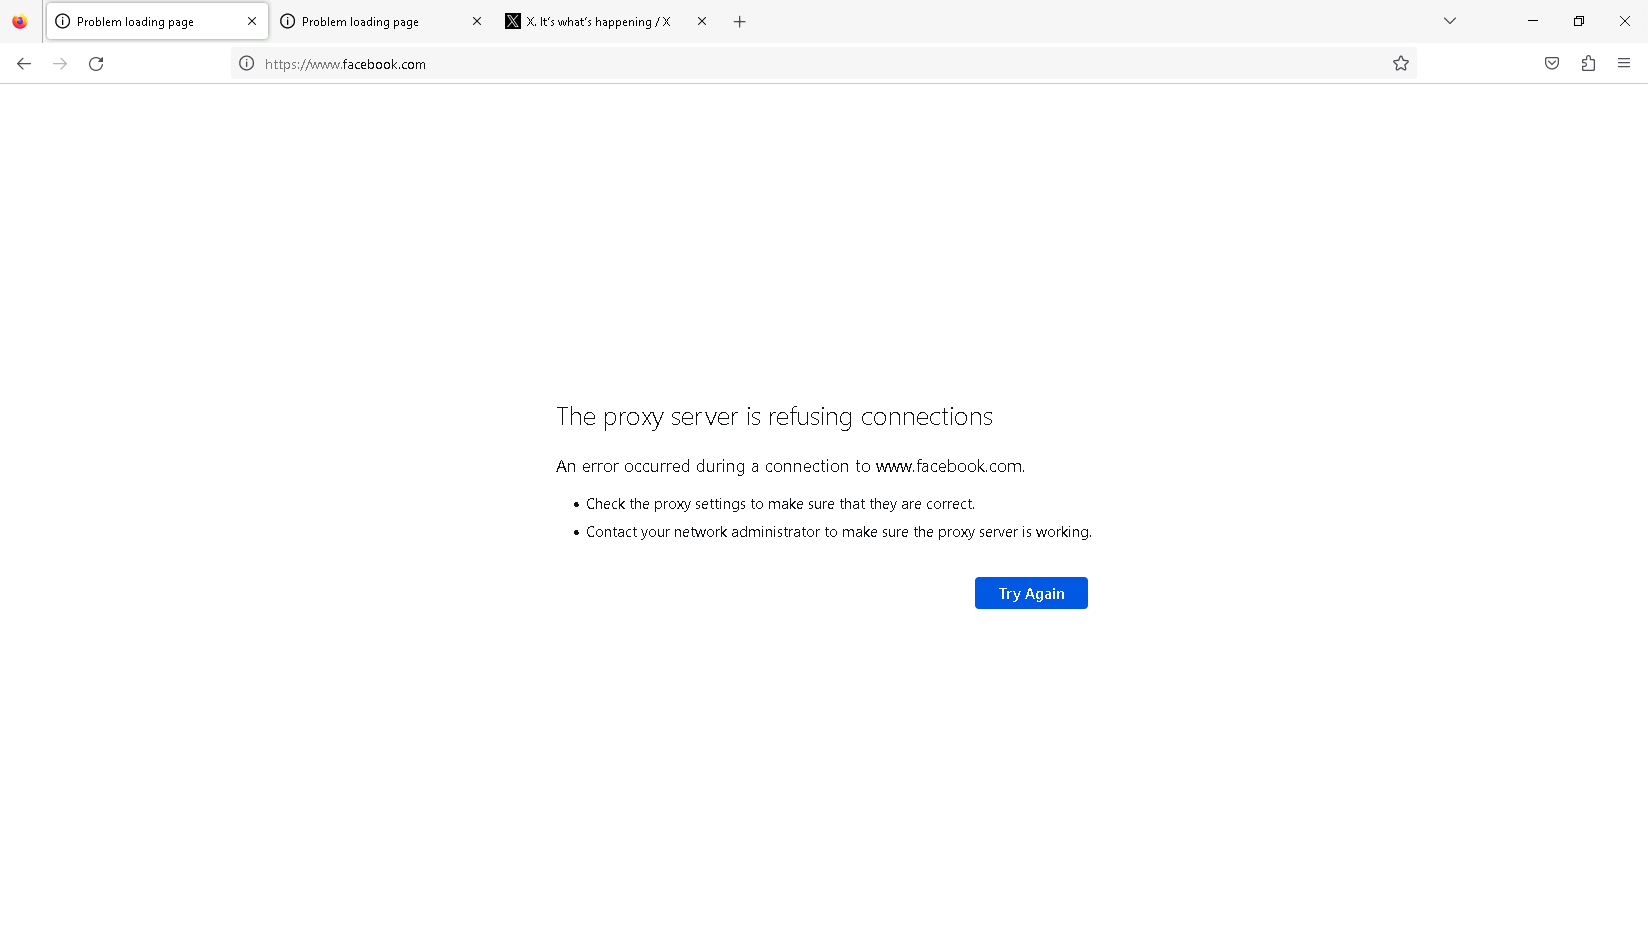 Problem loading page
Problem loading page
X. It's what's happening / X
https://www.facebook.com
The proxy server is refusing connections
An error occurred during a connection to www.facebook.com.
• Check the proxy settings to make sure that they are correct.
• Contact your network administrator to make sure the proxy server is working.
Try Again